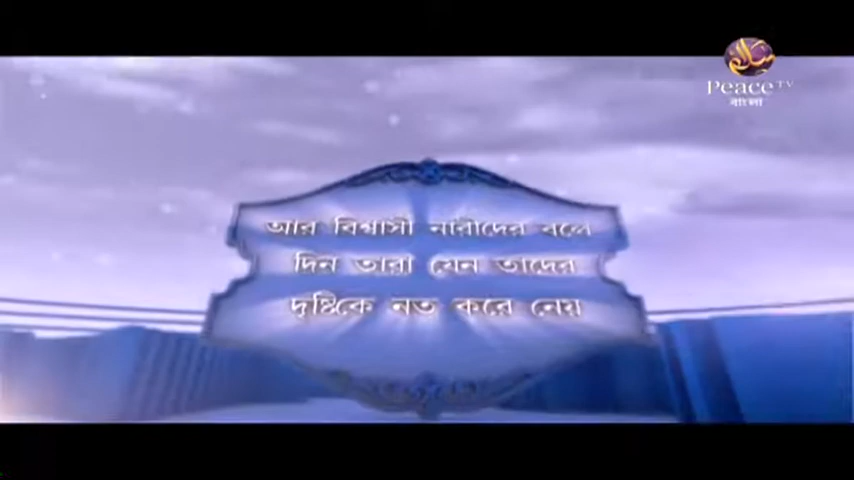 Peace TV
বাংলা
আর বিশ্বাসী নারীদের বলে
দিন তারা যেন তাদের
দৃষ্টিকে নত করে নেয়